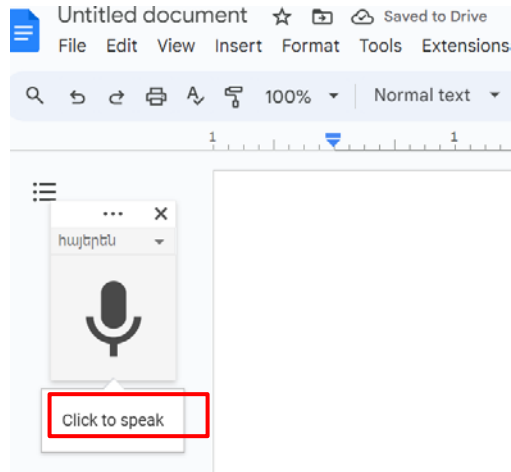 Untitled document Saved to Drive
File Edit View Insert Format Tools Extensions
100% Normal text
1 1
հայերեն
Click to speak